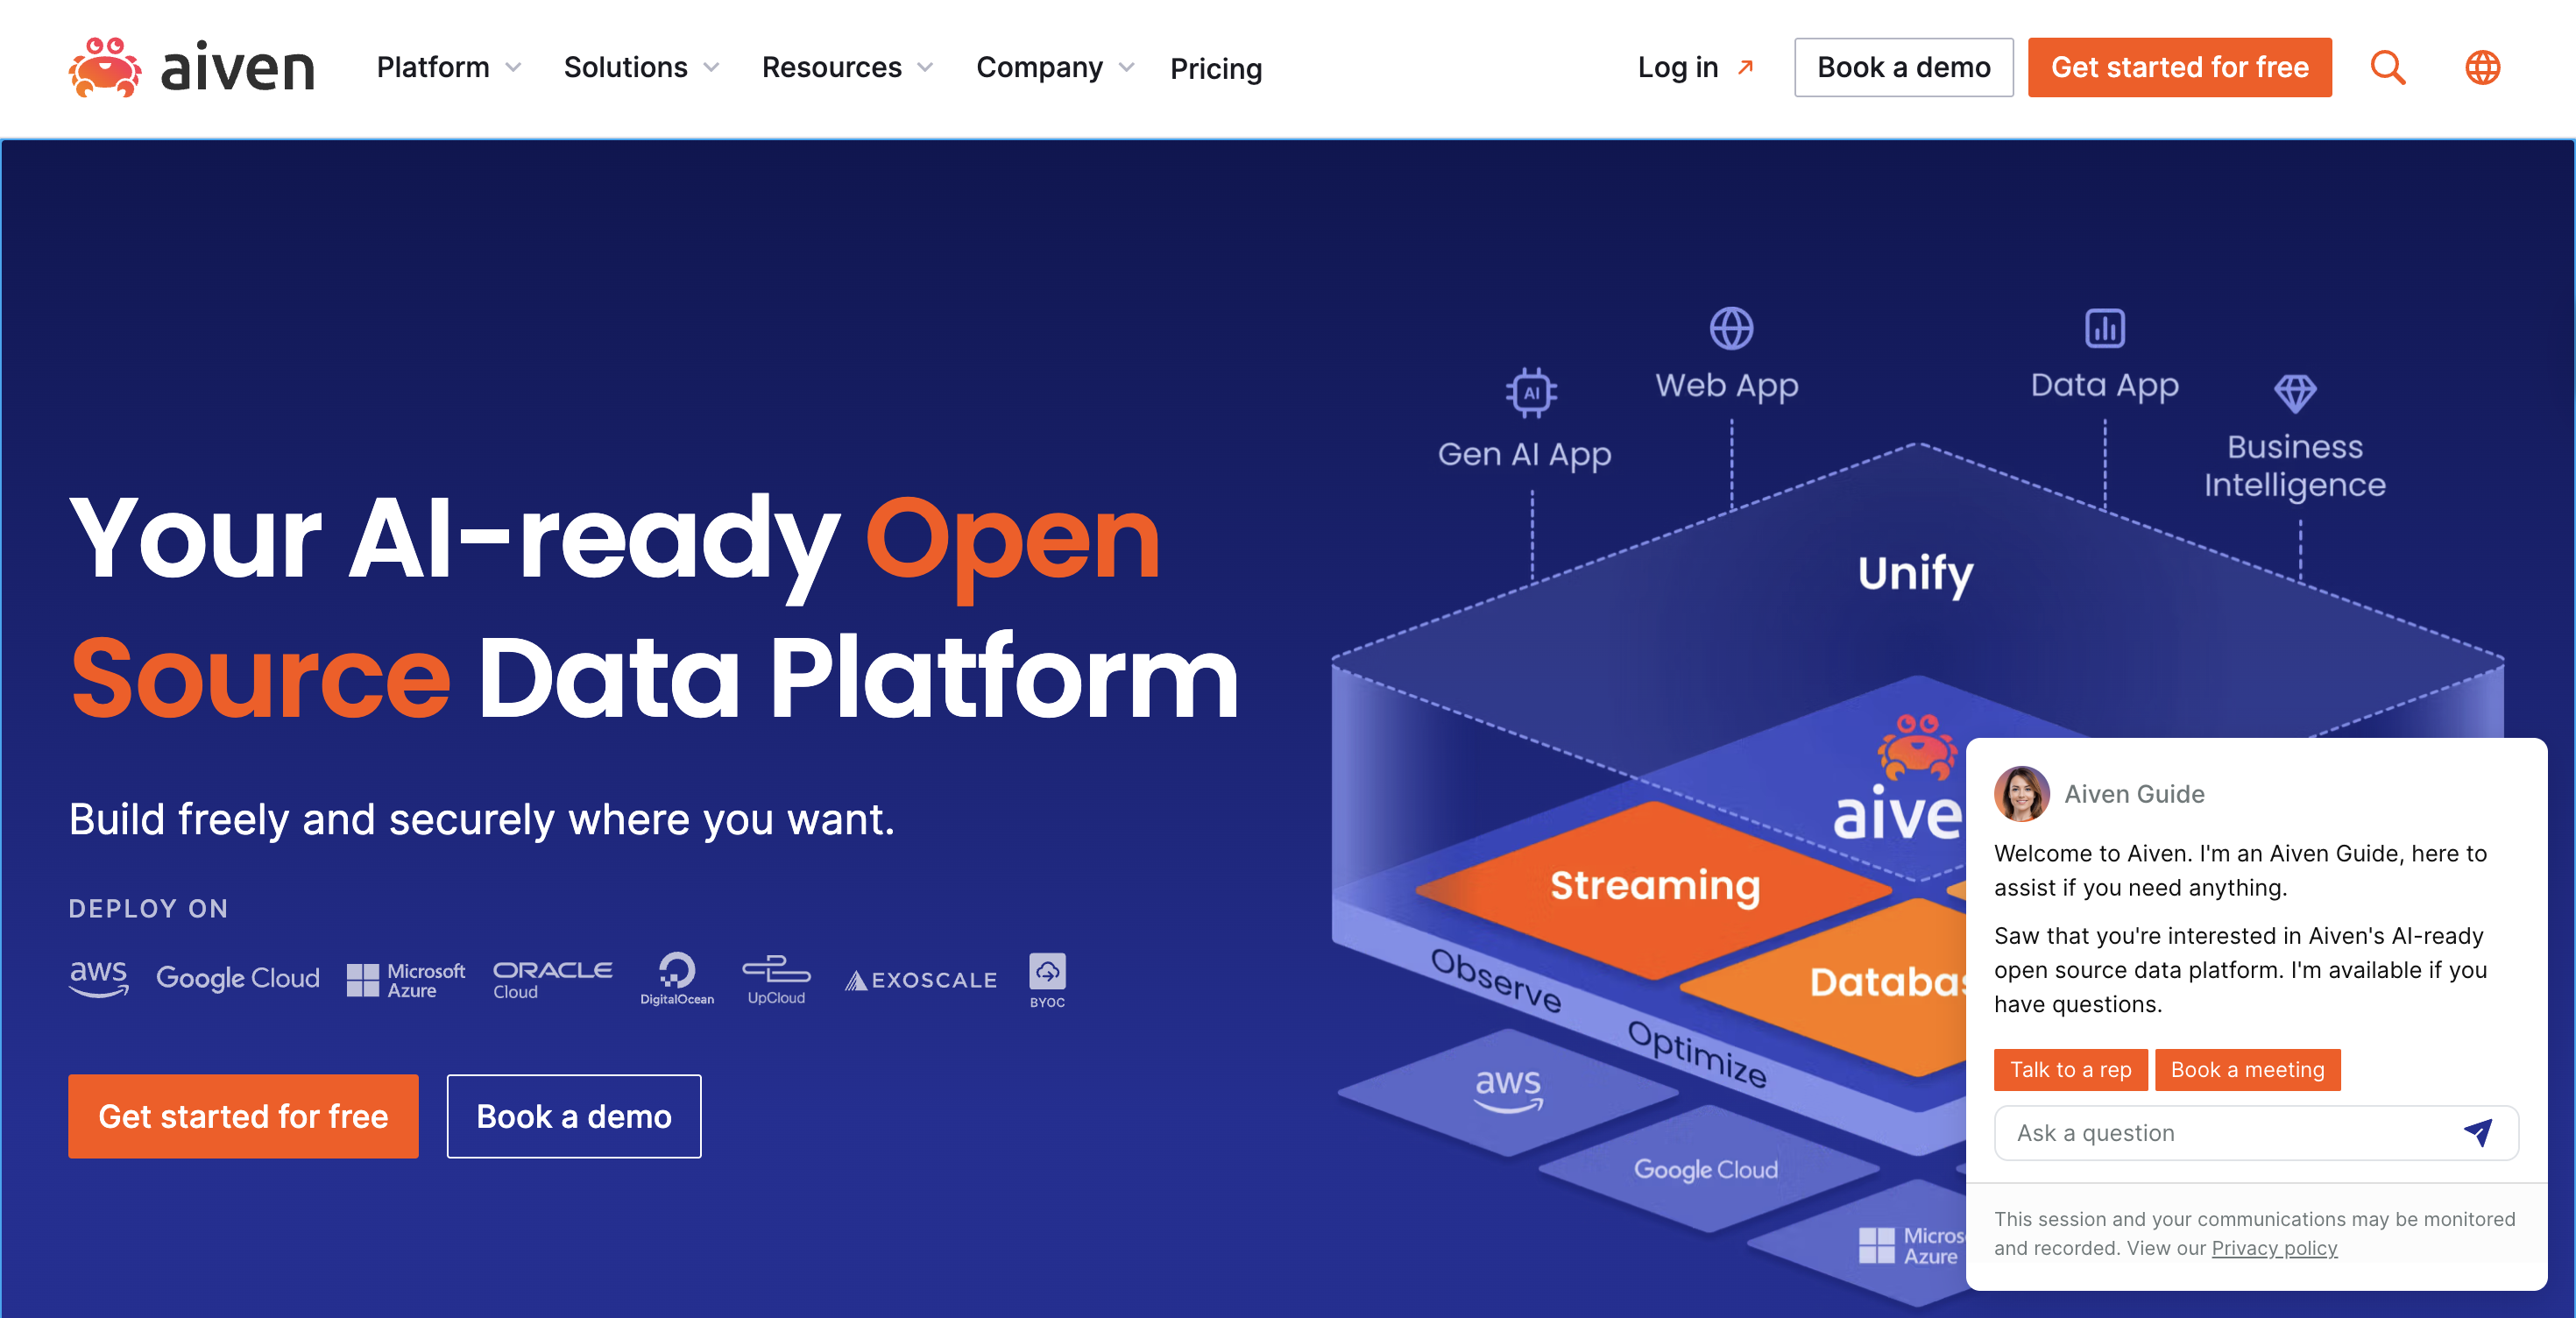 aiven
Platform
Solutions
Resources
Company
Pricing
Log in
Book a demo
Get started for free
Your AI-ready Open
Source Data Platform
Build freely and securely where you want.
DEPLOY ON
aws
Google Cloud
Microsoft
Azure
ORACLE
Cloud
DigitalOcean
UpCloud
EXOSCALE
BYOC
Get started for free
Book a demo
AI
Gen AI App
Web App
Data App
Business
Intelligence
Unify
aive
Streaming
Databas
Observe
Optimize
aws
Google Cloud
Micros
Azure
Aiven Guide
Welcome to Aiven. I'm an Aiven Guide, here to
assist if you need anything.
Saw that you're interested in Aiven's AI-ready
open source data platform. I'm available if you
have questions.
Talk to a rep
Book a meeting
Ask a question
This session and your communications may be monitored
and recorded. View our Privacy policy